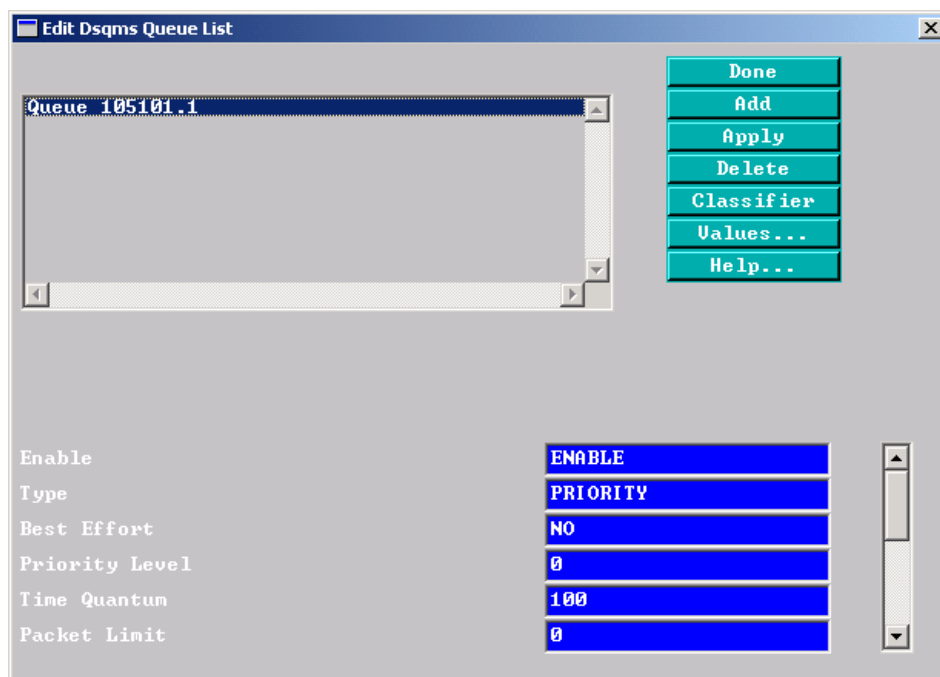 Edit Dsqms Queue List
Queue 105101.1
Done
Add
Apply
Delete
Classifier
Values...
Help...
Enable ENABLE
Type PRIORITY
Best Effort NO
Priority Level 0
Time Quantum 100
Packet Limit 0